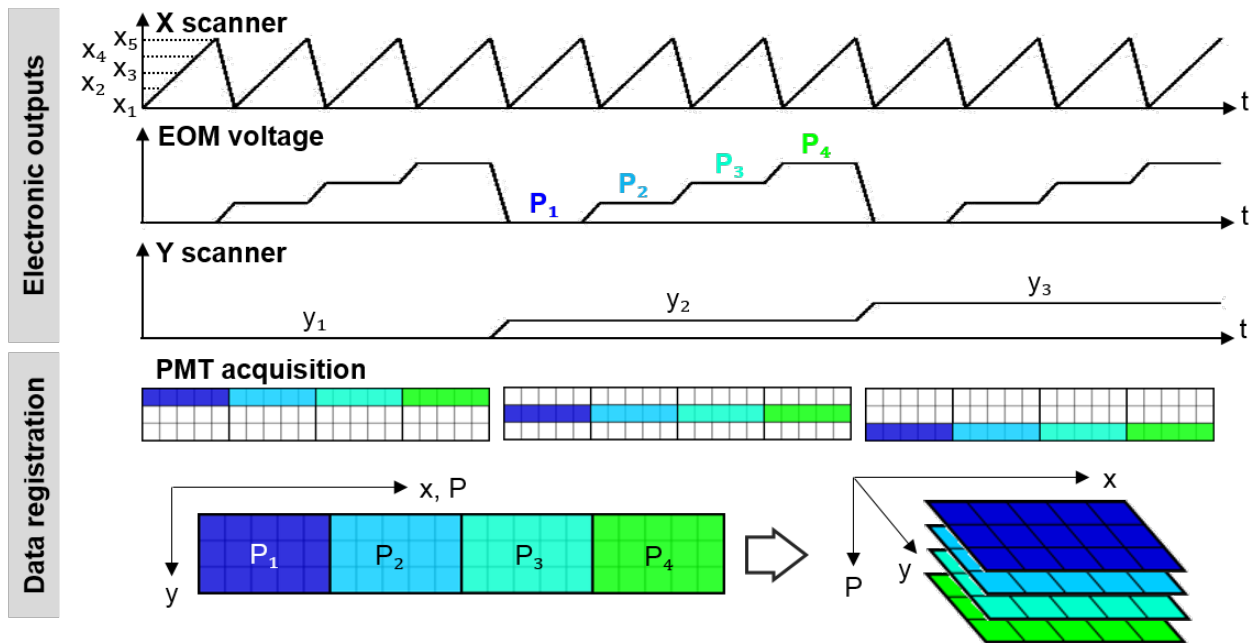 Electronic outputs
X scanner
x₅
x₄
x₃
x₂
x₁
t
EOM voltage
P₁
P₂
P₃
P₄
t
Y scanner
y₁
y₂
y₃
t
Data registration
PMT acquisition
x, P
y
P₁
P₂
P₃
P₄
x
y
P